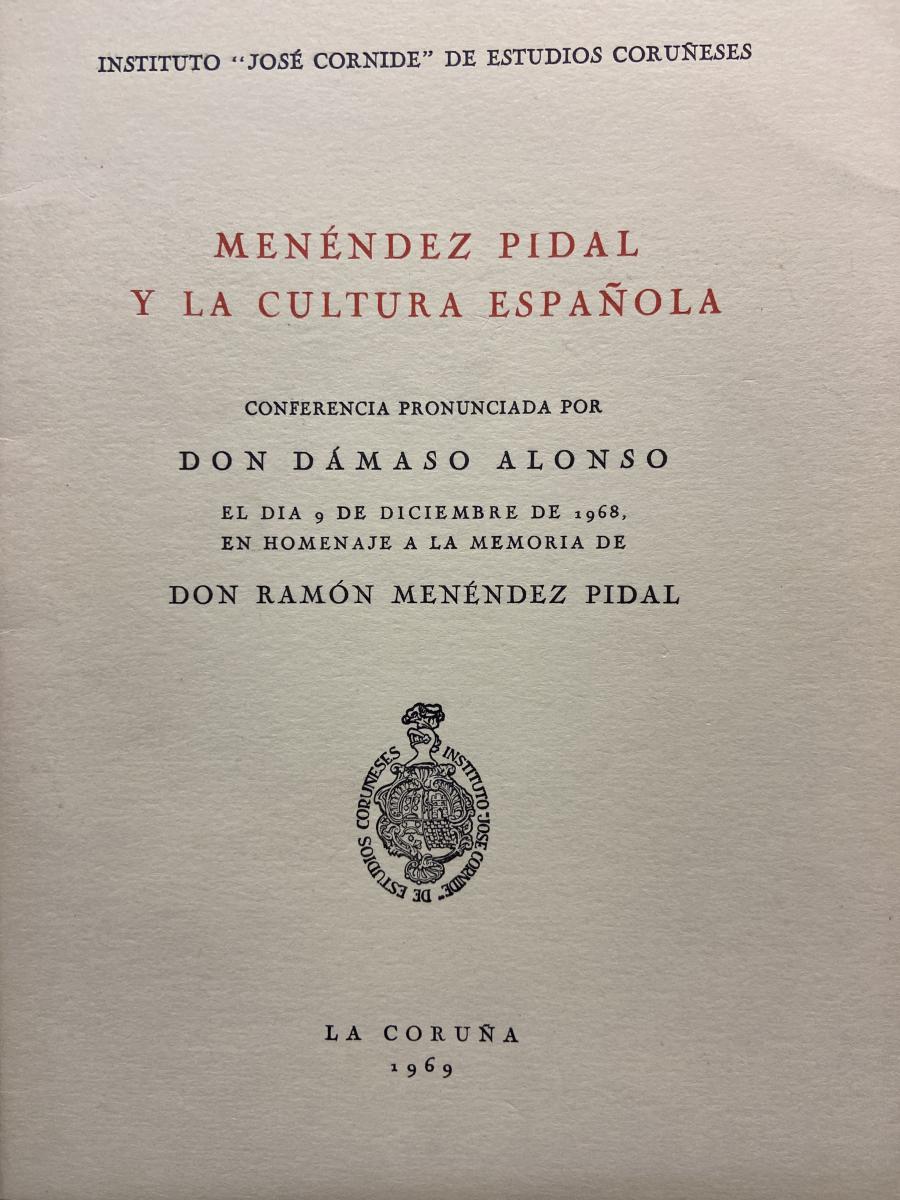 INSTITUTO “JOSÉ CORNIDE” DE ESTUDIOS CORUÑESES
MENÉNDEZ PIDAL
Y LA CULTURA ESPAÑOLA
CONFERENCIA PRONUNCIADA POR
DON DÁMASO ALONSO
EL DIA 9 DE DICIEMBRE DE 1968,
EN HOMENAJE A LA MEMORIA DE
DON RAMÓN MENÉNDEZ PIDAL
INSTITUTO “JOSE CORNIDE” DE ESTUDIOS CORUÑESES
LA CORUÑA
1969